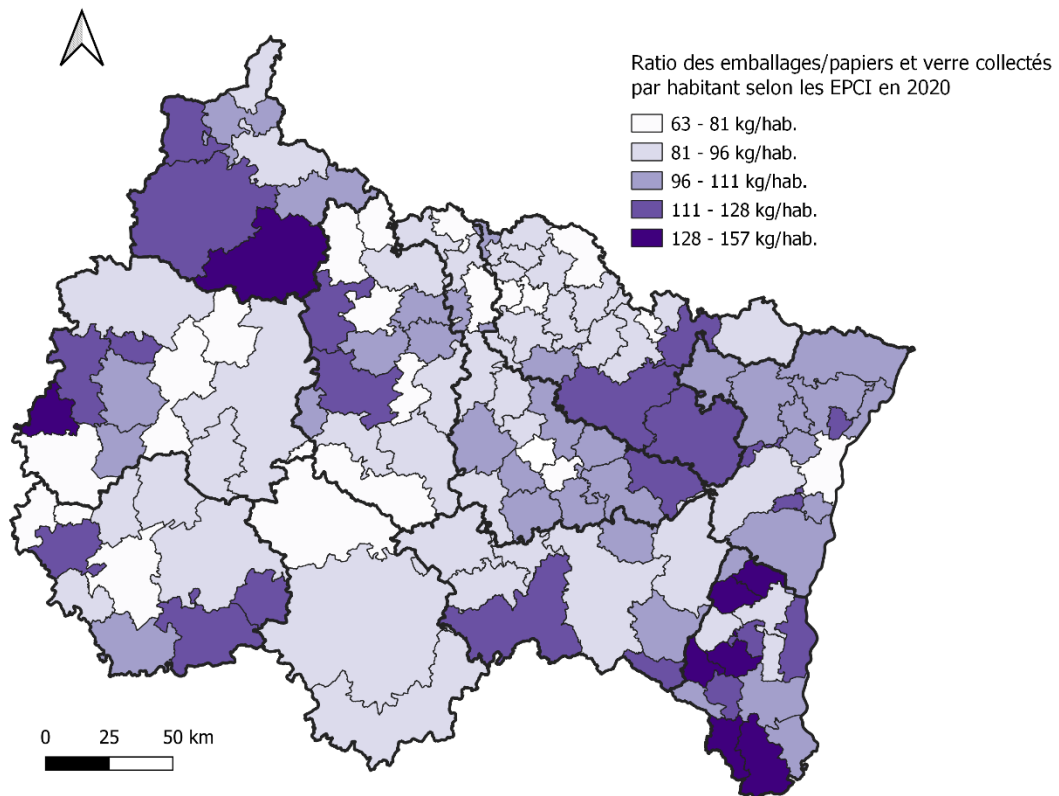 Ratio des emballages/papiers et verre collectés
par habitant selon les EPCI en 2020
63 - 81 kg/hab.
81 - 96 kg/hab.
96 - 111 kg/hab.
111 - 128 kg/hab.
128 - 157 kg/hab.
0 25 50 km